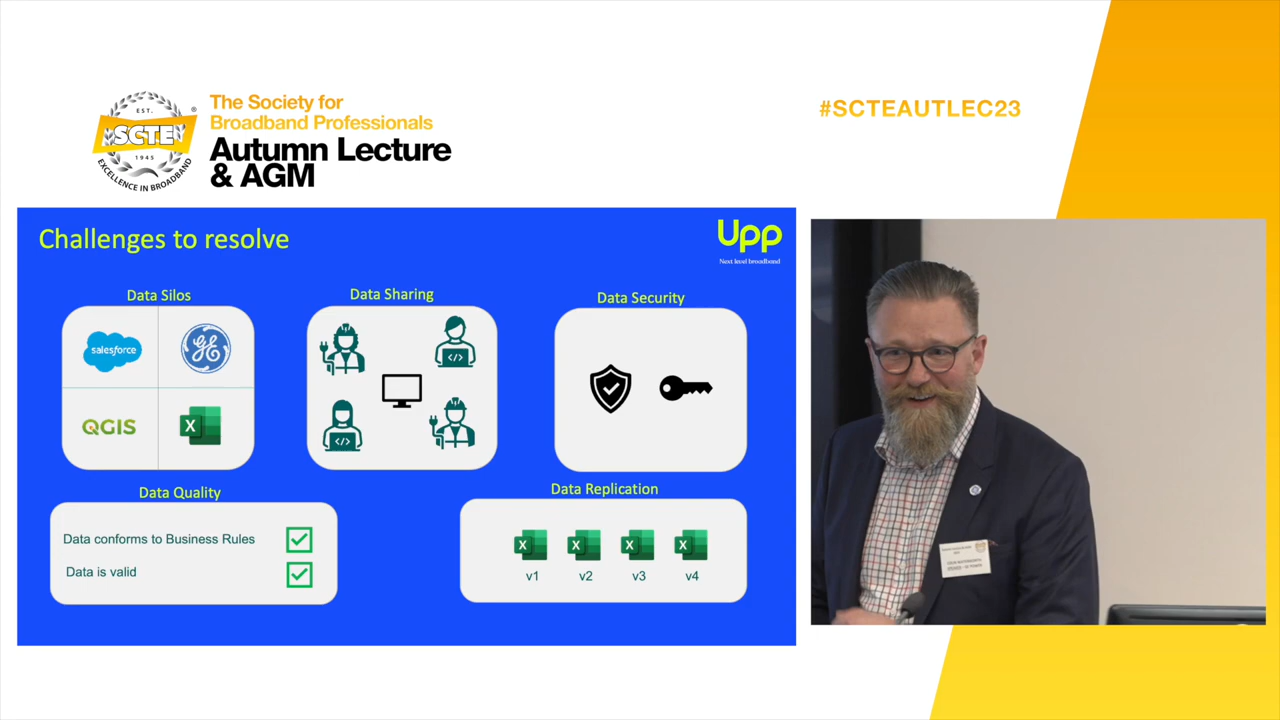 EST.
SCTE
®
1945
EXCELLENCE IN BROADBAND
The Society for
Broadband Professionals
Autumn Lecture
& AGM
#SCTEAUTLEC23
Challenges to resolve
Upp
Next level broadband
Data Silos
Data Sharing
Data Security
salesforce
GE
QGIS
X
Data Quality
Data conforms to Business Rules
Data is valid
Data Replication
X
X
X
X
v1
v2
v3
v4